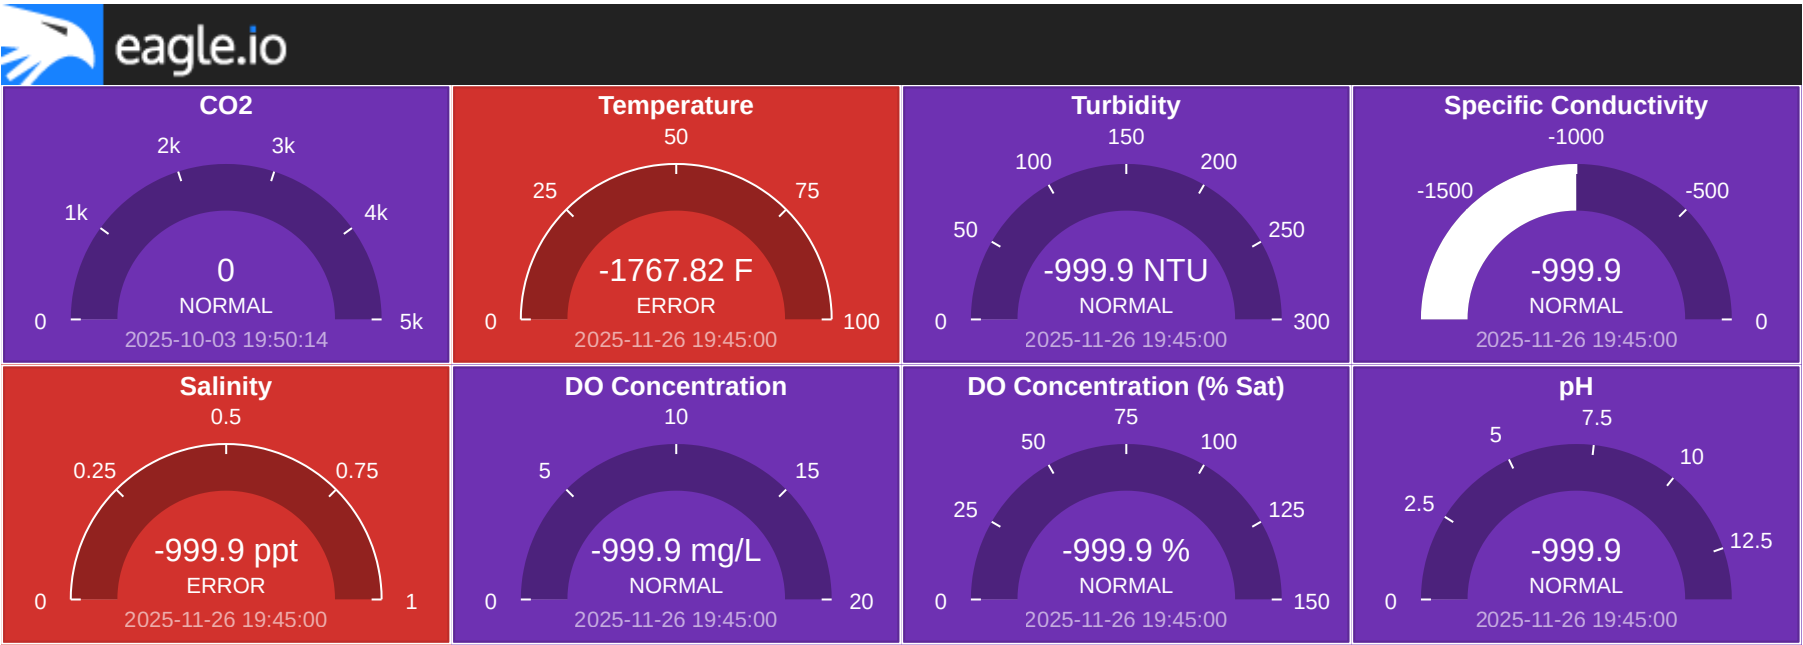 eagle.io
CO2
0
1k
2k
3k
4k
5k
0
NORMAL
2025-10-03 19:50:14
Temperature
0
25
50
75
100
-1767.82 F
ERROR
2025-11-26 19:45:00
Turbidity
0
50
100
150
200
250
300
-999.9 NTU
NORMAL
2025-11-26 19:45:00
Specific Conductivity
-1500
-1000
-500
0
-999.9
NORMAL
2025-11-26 19:45:00
Salinity
0
0.25
0.5
0.75
1
-999.9 ppt
ERROR
2025-11-26 19:45:00
DO Concentration
0
5
10
15
20
-999.9 mg/L
NORMAL
2025-11-26 19:45:00
DO Concentration (% Sat)
0
25
50
75
100
125
150
-999.9 %
NORMAL
2025-11-26 19:45:00
pH
0
2.5
5
7.5
10
12.5
-999.9
NORMAL
2025-11-26 19:45:00